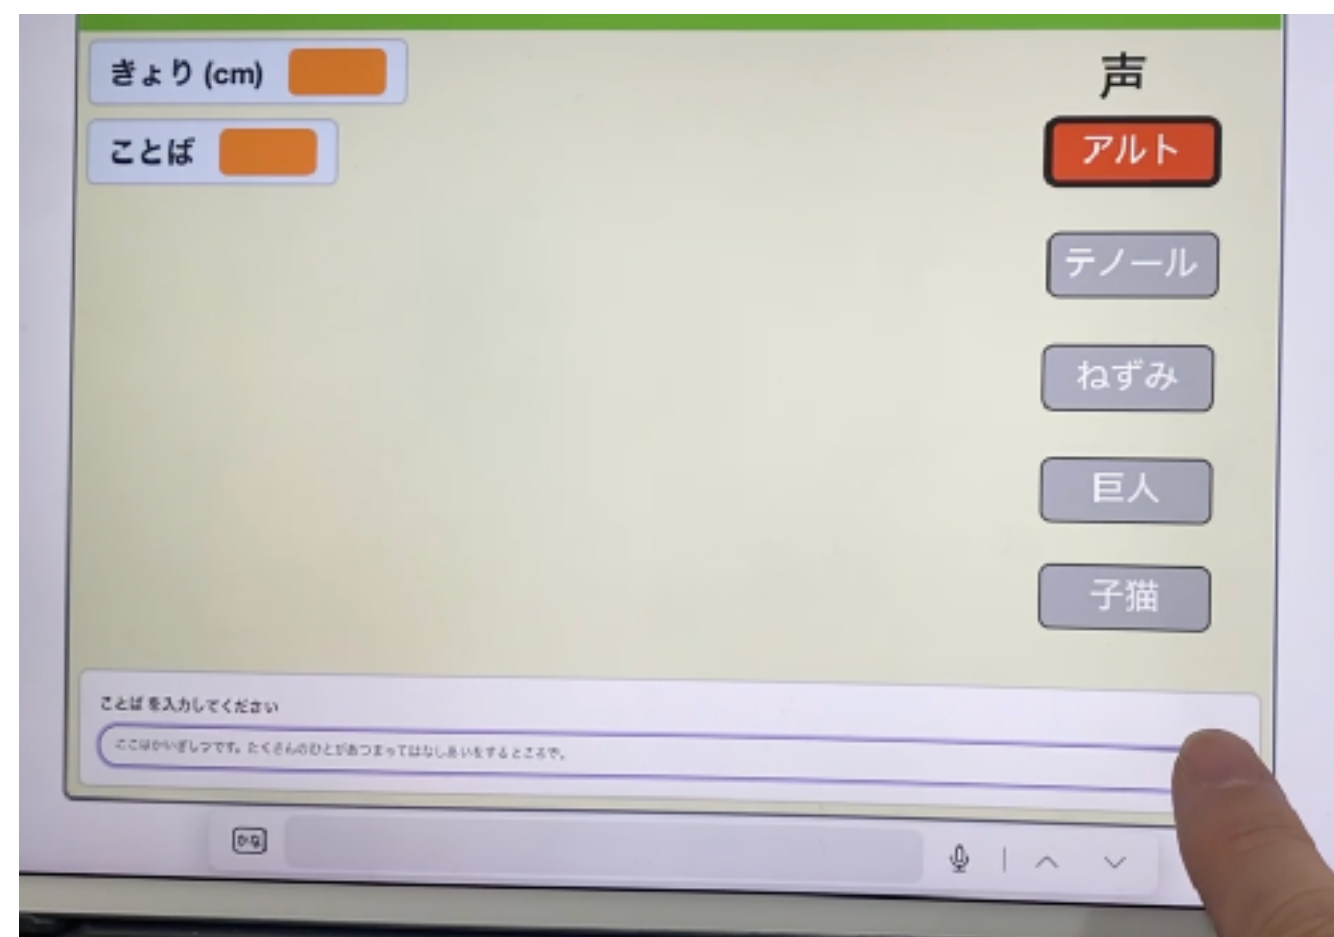 きょり (cm)
ことば
声
アルト
テノール
ねずみ
巨人
子猫
ことば を入力してください
ここはかいぎしつです。たくさんのひとがあつまってはなしあいをするところで。
かな